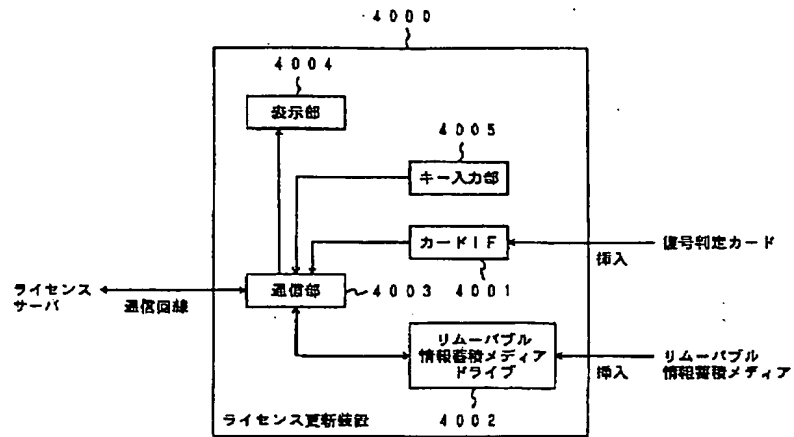 4000
4004
表示部
4005
キー入力部
カードIF
復号判定カード
挿入
ライセンス
サーバ
通信回線
通信部
4003
4001
リムーバブル
情報蓄積メディア
ドライブ
挿入
リムーバブル
情報蓄積メディア
ライセンス更新装置
4002